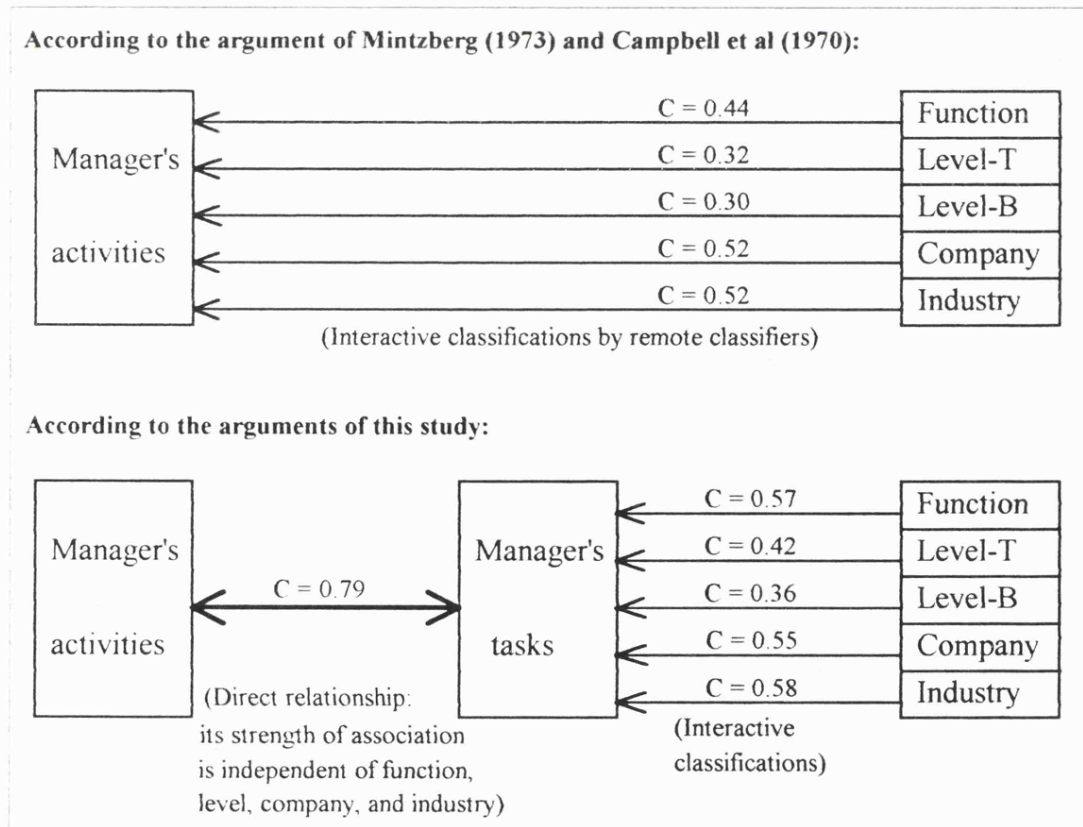 According to the argument of Mintzberg (1973) and Campbell et al (1970):
C = 0.44
Function
Manager's
C = 0.32
Level-T
C = 0.30
Level-B
activities
C = 0.52
Company
C = 0.52
Industry
(Interactive classifications by remote classifiers)
According to the arguments of this study:
C = 0.57
Function
Manager's
Manager's
C = 0.42
Level-T
C = 0.79
C = 0.36
Level-B
activities
tasks
C = 0.55
Company
C = 0.58
Industry
(Direct relationship:
its strength of association
is independent of function,
level, company, and industry)
(Interactive
classifications)